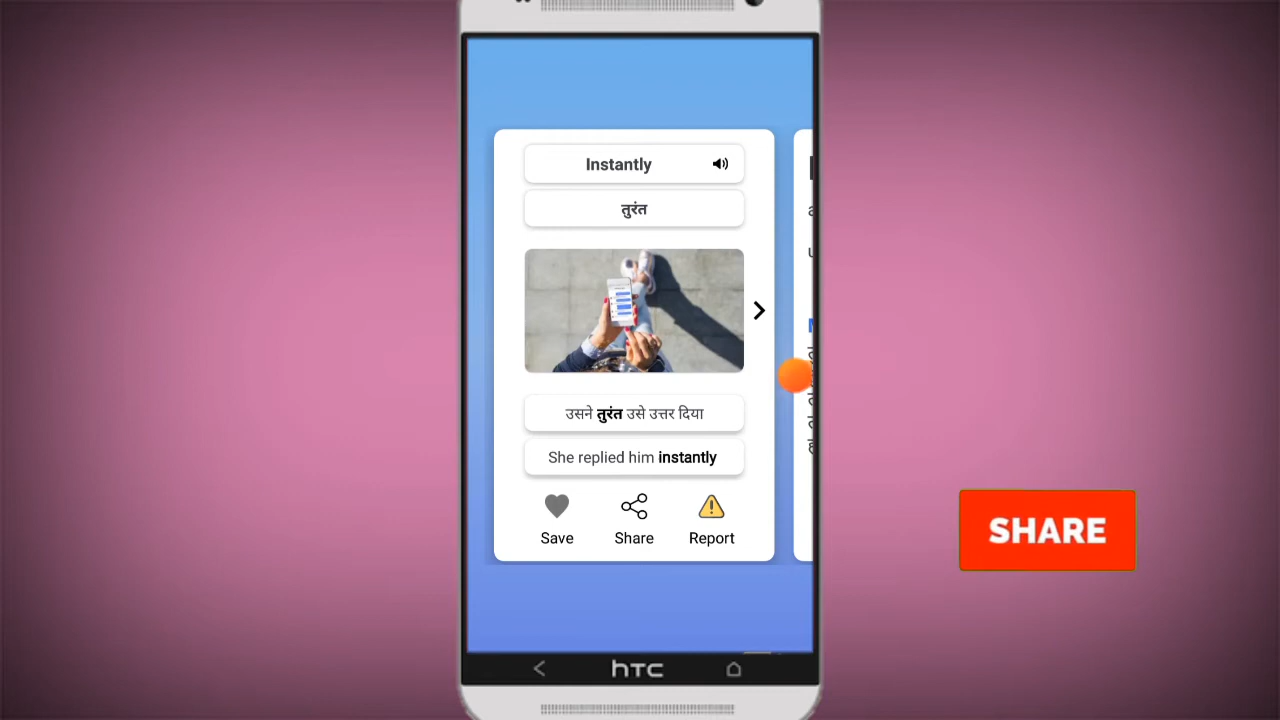 Instantly
तुरंत
उसने तुरंत उसे उत्तर दिया
She replied him instantly
Save
Share
Report
SHARE
hTC